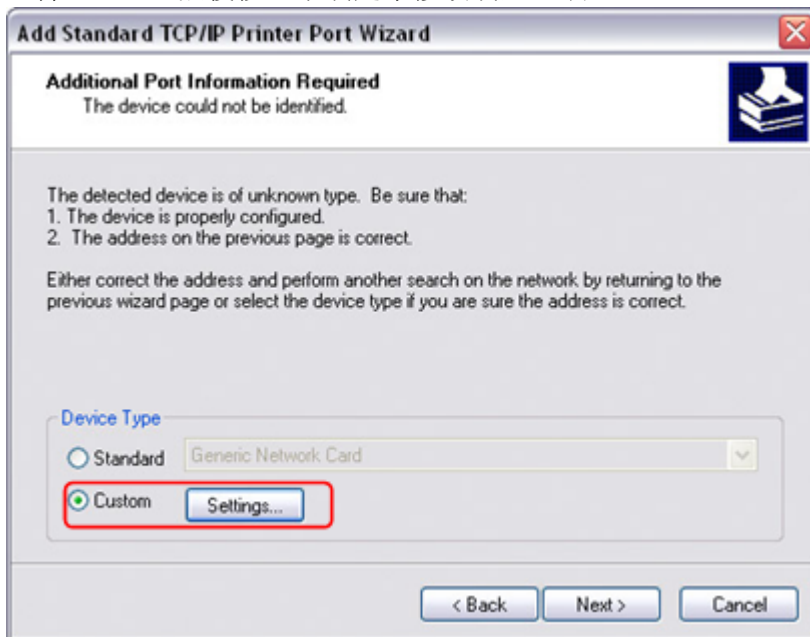 Add Standard TCP/IP Printer Port Wizard
Additional Port Information Required
The device could not be identified.
The detected device is of unknown type. Be sure that:
1. The device is properly configured.
2. The address on the previous page is correct.
Either correct the address and perform another search on the network by returning to the
previous wizard page or select the device type if you are sure the address is correct.
Device Type
Standard
Generic Network Card
Custom
Settings...
< Back
Next >
Cancel